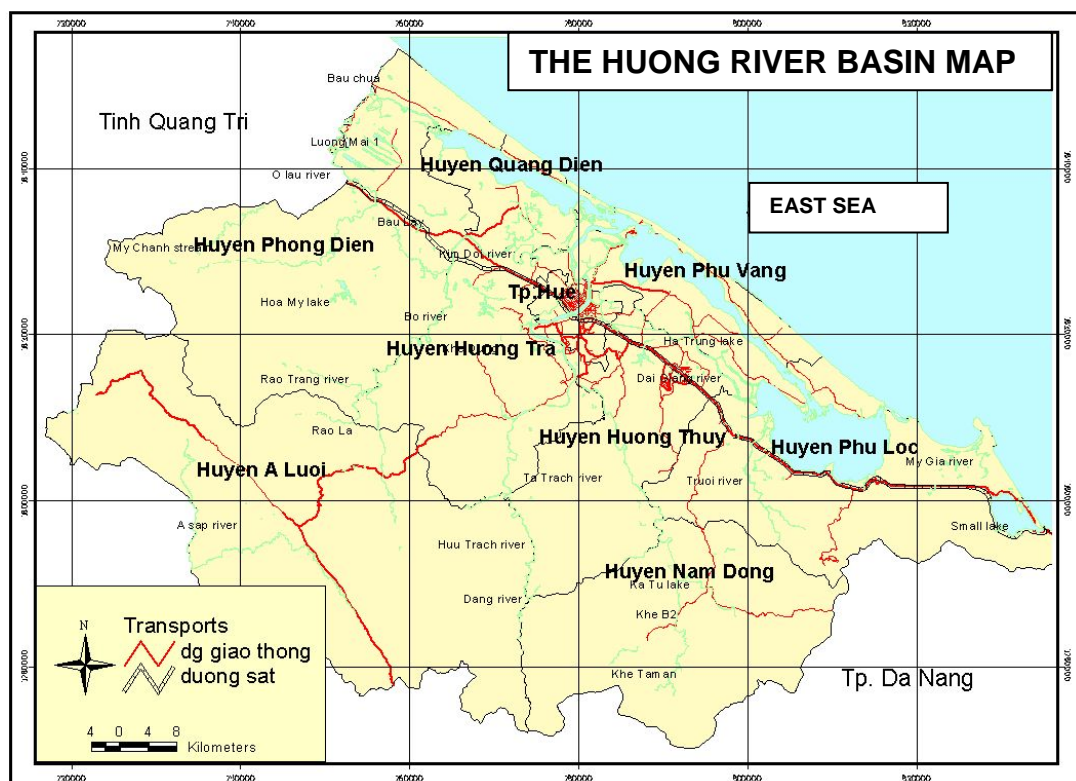 THE HUONG RIVER BASIN MAP
Bau chua
Tinh Quang Tri
Luong Mai 1
Huyen Quang Dien
O lau river
EAST SEA
Bau Lay
Huyen Phong Dien
My Chanh stream
Kim Doi river
Huyen Phu Vang
Tp.Hue
Hoa My lake
Bo river
Ha Trung lake
Huyen Huong Tra
Rao Trang river
Dai Giang river
Rao La
Huyen Huong Thuy
Huyen Phu Loc
My Gia river
Huyen A Luoi
Ta Trach river
Truoi river
A sap river
Small lake
Huu Trach river
Huyen Nam Dong
Ka Tu lake
Dang river
Khe B2
Khe Taman
Tp. Da Nang
N
Transports
dg giao thong
duong sat
4 0 4 8
Kilometers